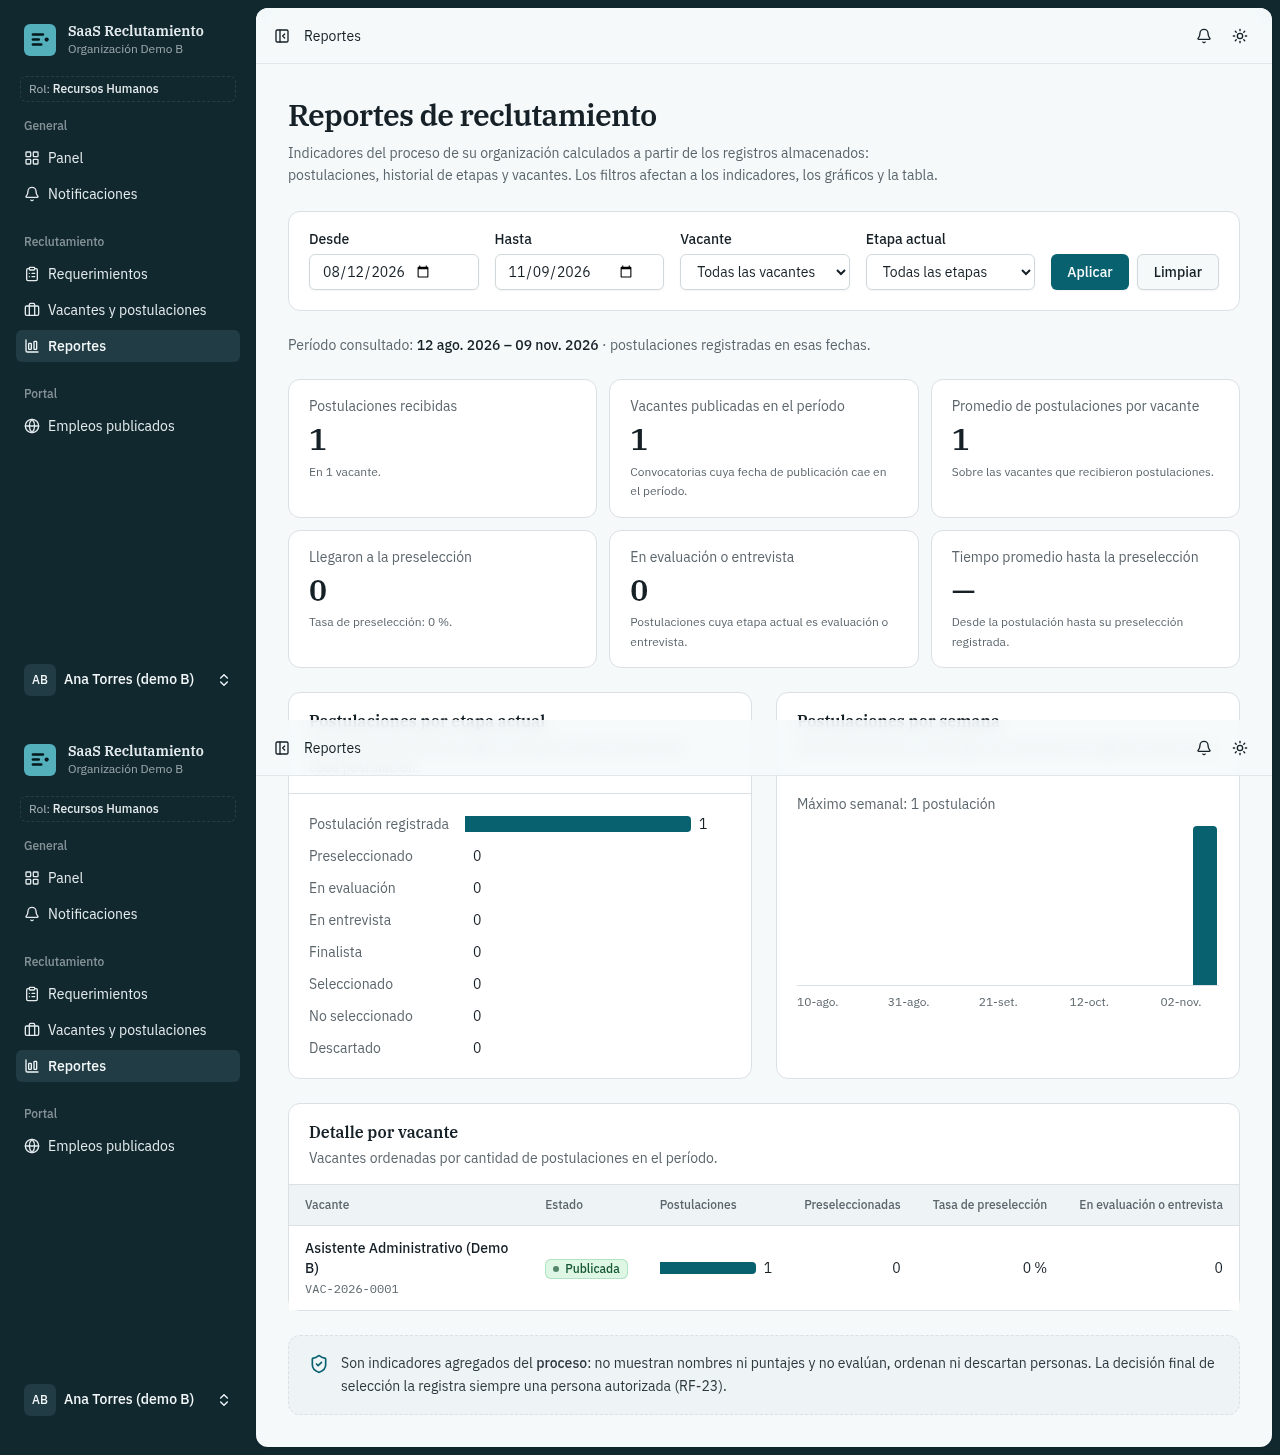 SaaS Reclutamiento
Organización Demo B
Rol: Recursos Humanos
General
Panel
Notificaciones
Reclutamiento
Requerimientos
Vacantes y postulaciones
Reportes
Portal
Empleos publicados
AB
Ana Torres (demo B)
Reportes
Reportes de reclutamiento
Indicadores del proceso de su organización calculados a partir de los registros almacenados:
postulaciones, historial de etapas y vacantes. Los filtros afectan a los indicadores, los gráficos y la tabla.
Desde
Hasta
Vacante
Etapa actual
08/12/2026
11/09/2026
Todas las vacantes
Todas las etapas
Aplicar
Limpiar
Período consultado: 12 ago. 2026 – 09 nov. 2026 · postulaciones registradas en esas fechas.
Postulaciones recibidas
1
En 1 vacante.
Vacantes publicadas en el período
1
Convocatorias cuya fecha de publicación cae en
el período.
Promedio de postulaciones por vacante
1
Sobre las vacantes que recibieron postulaciones.
Llegaron a la preselección
0
Tasa de preselección: 0 %.
En evaluación o entrevista
0
Postulaciones cuya etapa actual es evaluación o
entrevista.
Tiempo promedio hasta la preselección
—
Desde la postulación hasta su preselección
registrada.
Postulaciones por etapa actual
Postulaciones por semana
SaaS Reclutamiento
Organización Demo B
Rol: Recursos Humanos
General
Panel
Notificaciones
Reclutamiento
Requerimientos
Vacantes y postulaciones
Reportes
Portal
Empleos publicados
AB
Ana Torres (demo B)
Reportes
Postulación registrada 1
Preseleccionado 0
En evaluación 0
En entrevista 0
Finalista 0
Seleccionado 0
No seleccionado 0
Descartado 0
Máximo semanal: 1 postulación
10-ago. 31-ago. 21-set. 12-oct. 02-nov.
Detalle por vacante
Vacantes ordenadas por cantidad de postulaciones en el período.
Vacante Estado Postulaciones Preseleccionadas Tasa de preselección En evaluación o entrevista
Asistente Administrativo (Demo
B)
VAC-2026-0001
Publicada
1
0
0 %
0
Son indicadores agregados del proceso: no muestran nombres ni puntajes y no evalúan, ordenan ni descartan personas. La decisión final de
selección la registra siempre una persona autorizada (RF-23).